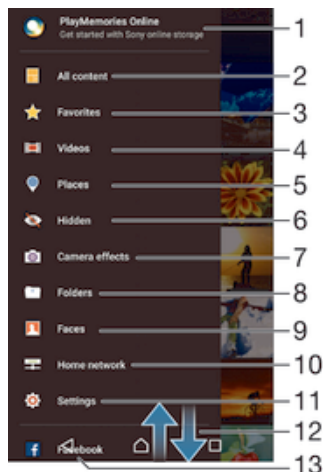 PlayMemories Online 1
Get started with Sony online storage
All content 2
Favorites 3
Videos 4
Places 5
Hidden 6
Camera effects 7
Folders 8
Faces 9
Home network 10
Settings 11
12
Facebook
13